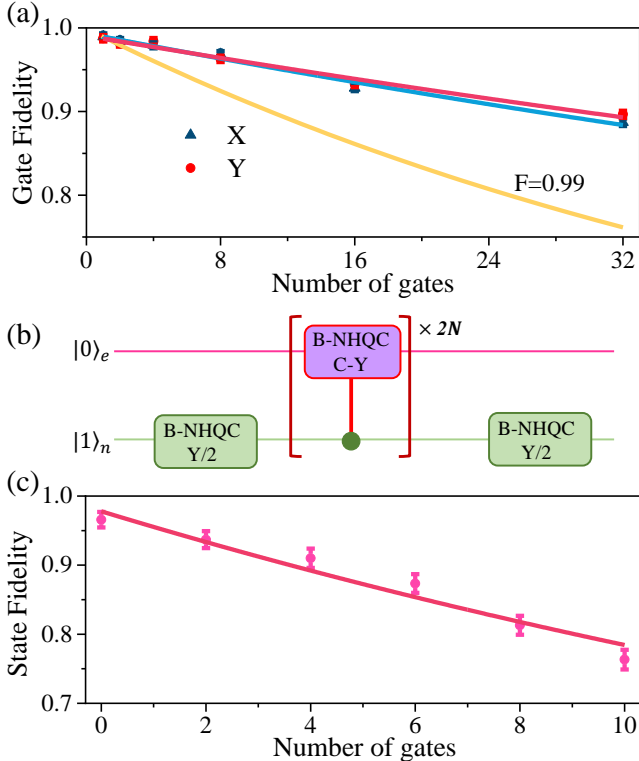 (a)
1.0
0.9
0.8
Gate Fidelity
X
Y
F=0.99
0 8 16 24 32
Number of gates
(b)
|0⟩e
B-NHQC
C-Y
× 2N
|1⟩n
B-NHQC
Y/2
B-NHQC
Y/2
(c)
1.0
0.9
0.8
0.7
State Fidelity
0 2 4 6 8 10
Number of gates